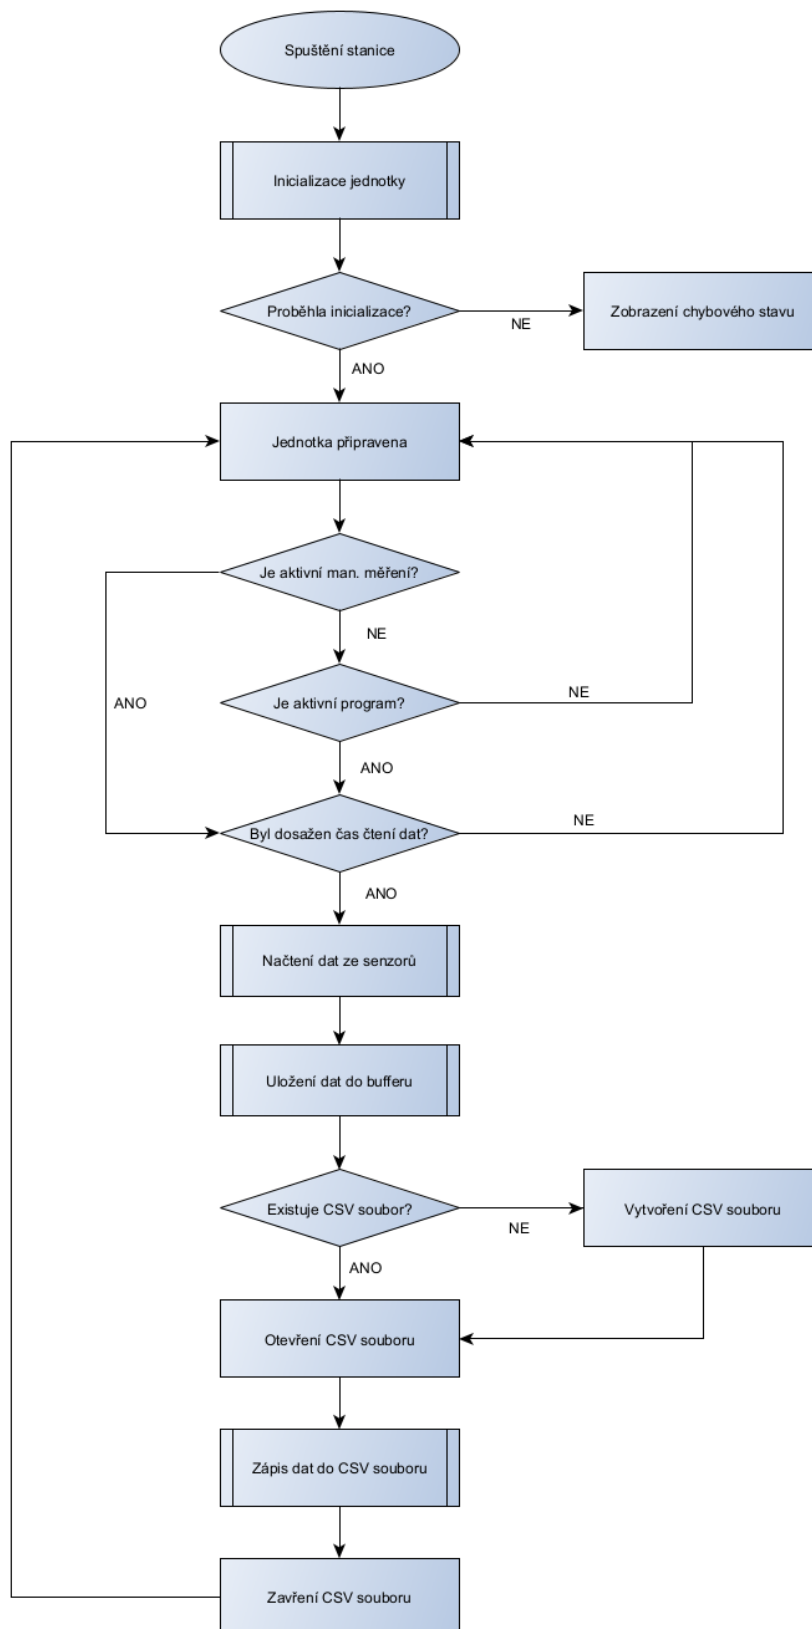 Spuštění stanice
Inicializace jednotky
Proběhla inicializace?
NE
Zobrazení chybového stavu
ANO
Jednotka připravena
Je aktivní man. měření?
NE
ANO
Je aktivní program?
NE
ANO
Byl dosažen čas čtení dat?
NE
ANO
Načtení dat ze senzorů
Uložení dat do bufferu
Existuje CSV soubor?
NE
Vytvoření CSV souboru
ANO
Otevření CSV souboru
Zápis dat do CSV souboru
Zavření CSV souboru